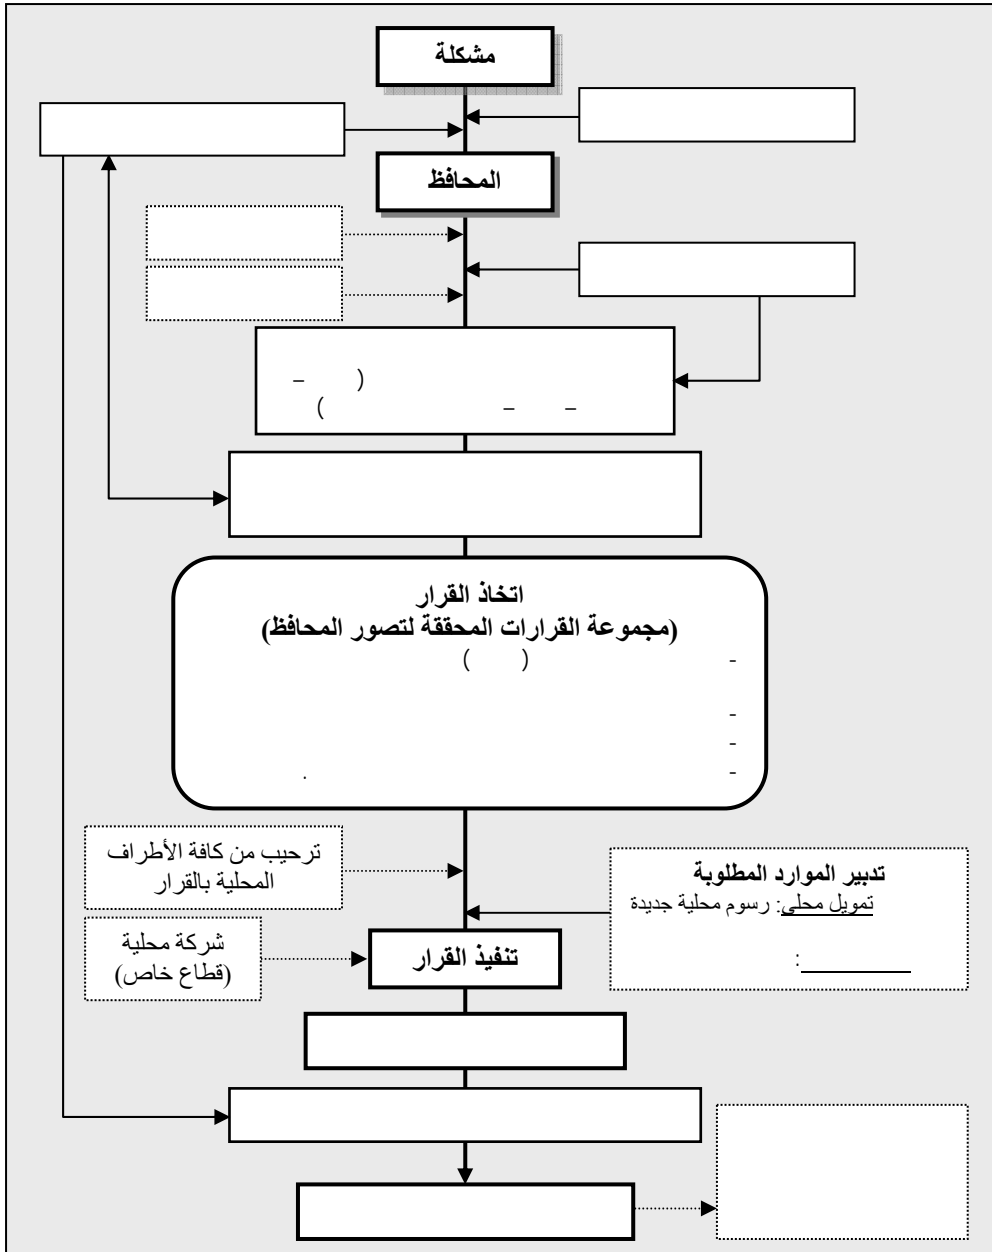 مشكلة
المحافظ
( –
– – )
اتخاذ القرار
(مجموعة القرارات المحققة لتصور المحافظ)
- ( )
-
-
- .
ترحيب من كافة الأطراف
المحلية بالقرار
تدبير الموارد المطلوبة
تمويل محلي: رسوم محلية جديدة
:
شركة محلية
(قطاع خاص)
تنفيذ القرار